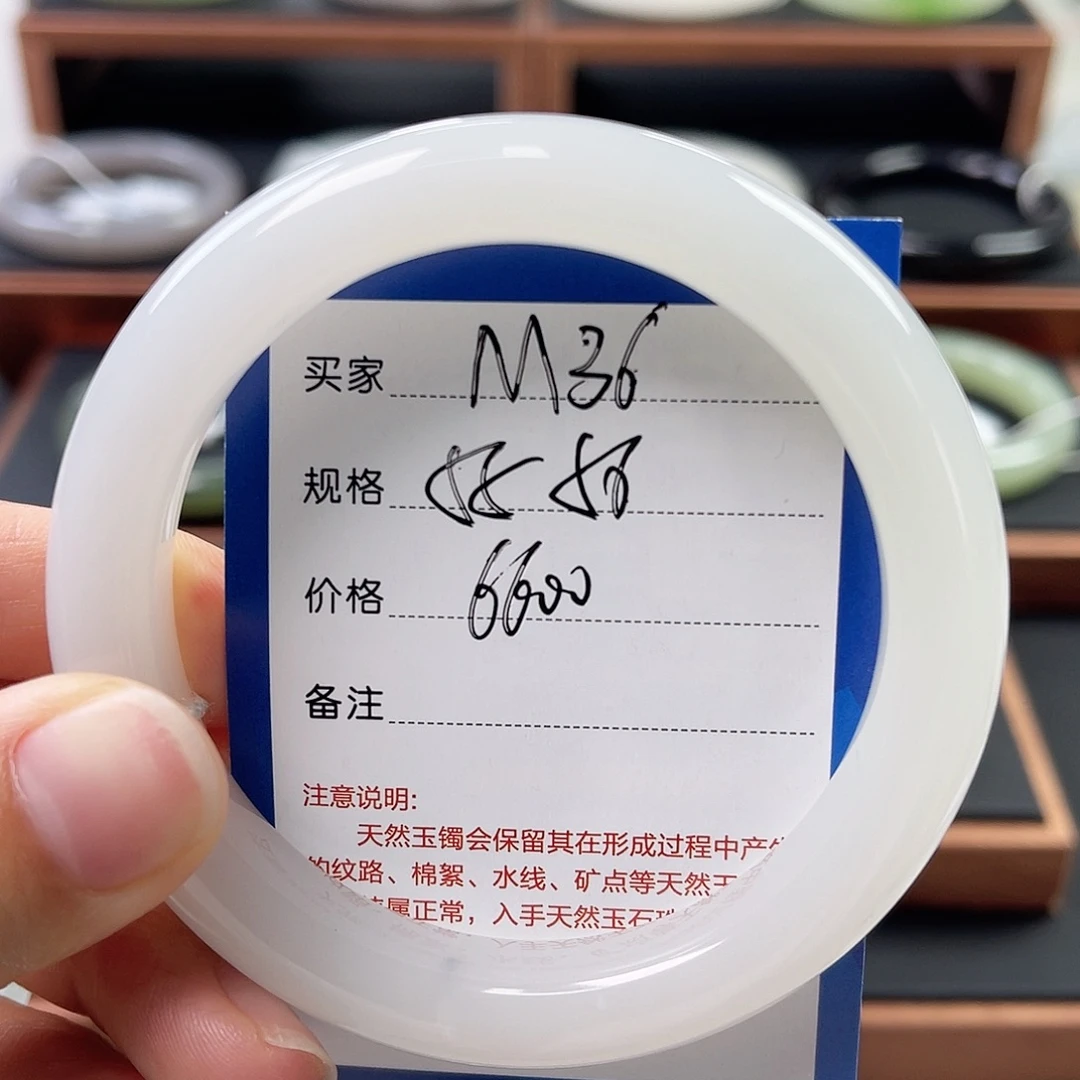 买家 M36
规格
价格 6600
备注
注意说明:
天然玉镯会保留其在形成过程中产生
的纹路、棉絮、水线、矿点等天然玉
属正常，入手天然玉石